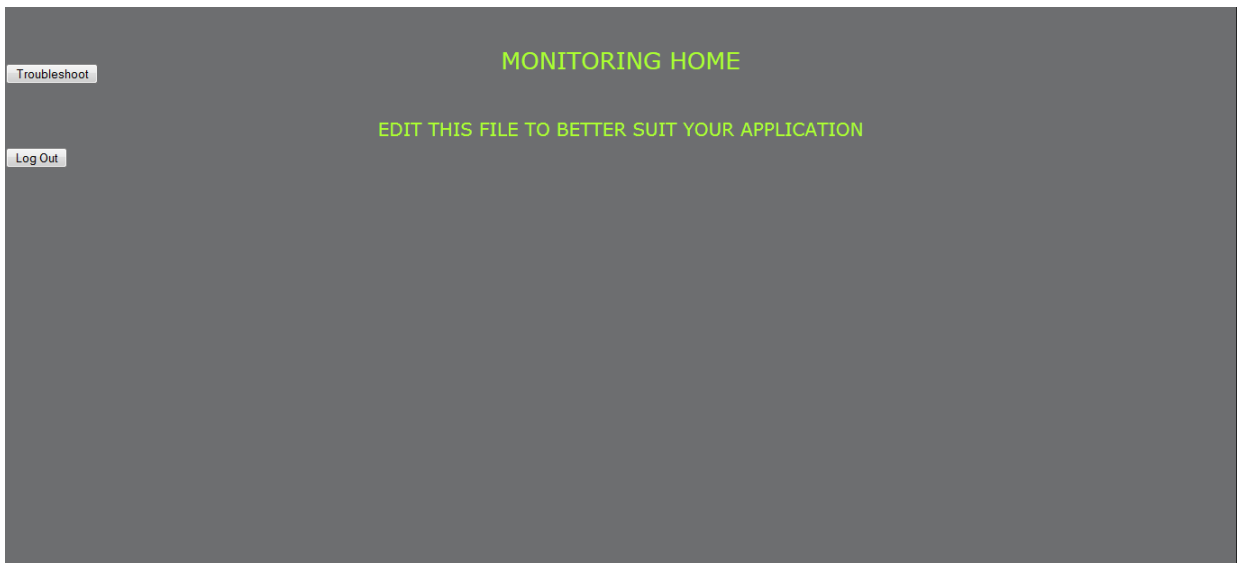 MONITORING HOME
Troubleshoot
EDIT THIS FILE TO BETTER SUIT YOUR APPLICATION
Log Out